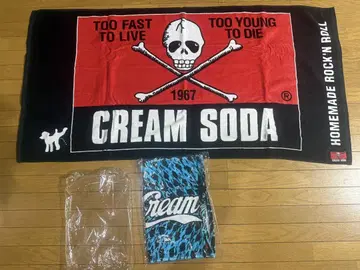 TOO FAST
TO LIVE
TOO YOUNG
TO DIE
1967
®
CREAM SODA
HOMEMADE ROCK'N ROLL
Cream